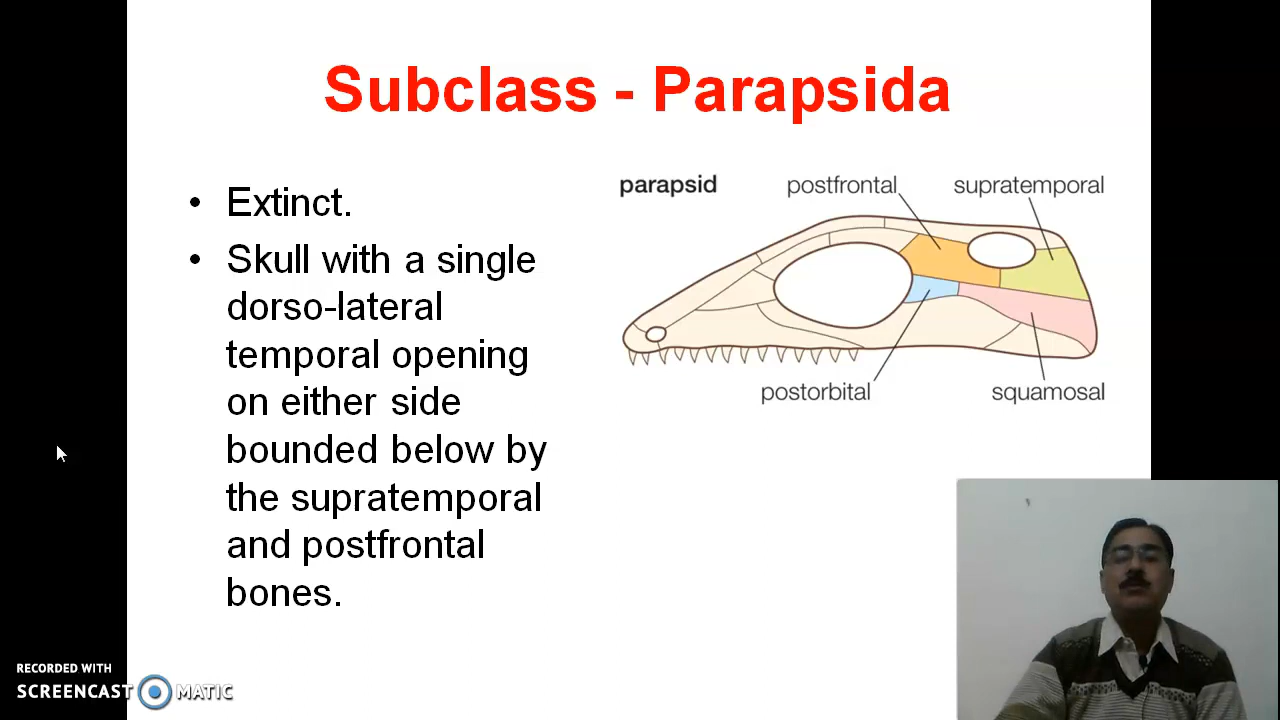 Subclass - Parapsida
• Extinct.
• Skull with a single
dorso-lateral
temporal opening
on either side
bounded below by
the supratemporal
and postfrontal
bones.
parapsid
postfrontal
supratemporal
postorbital
squamosal
RECORDED WITH
SCREENCAST MATIC